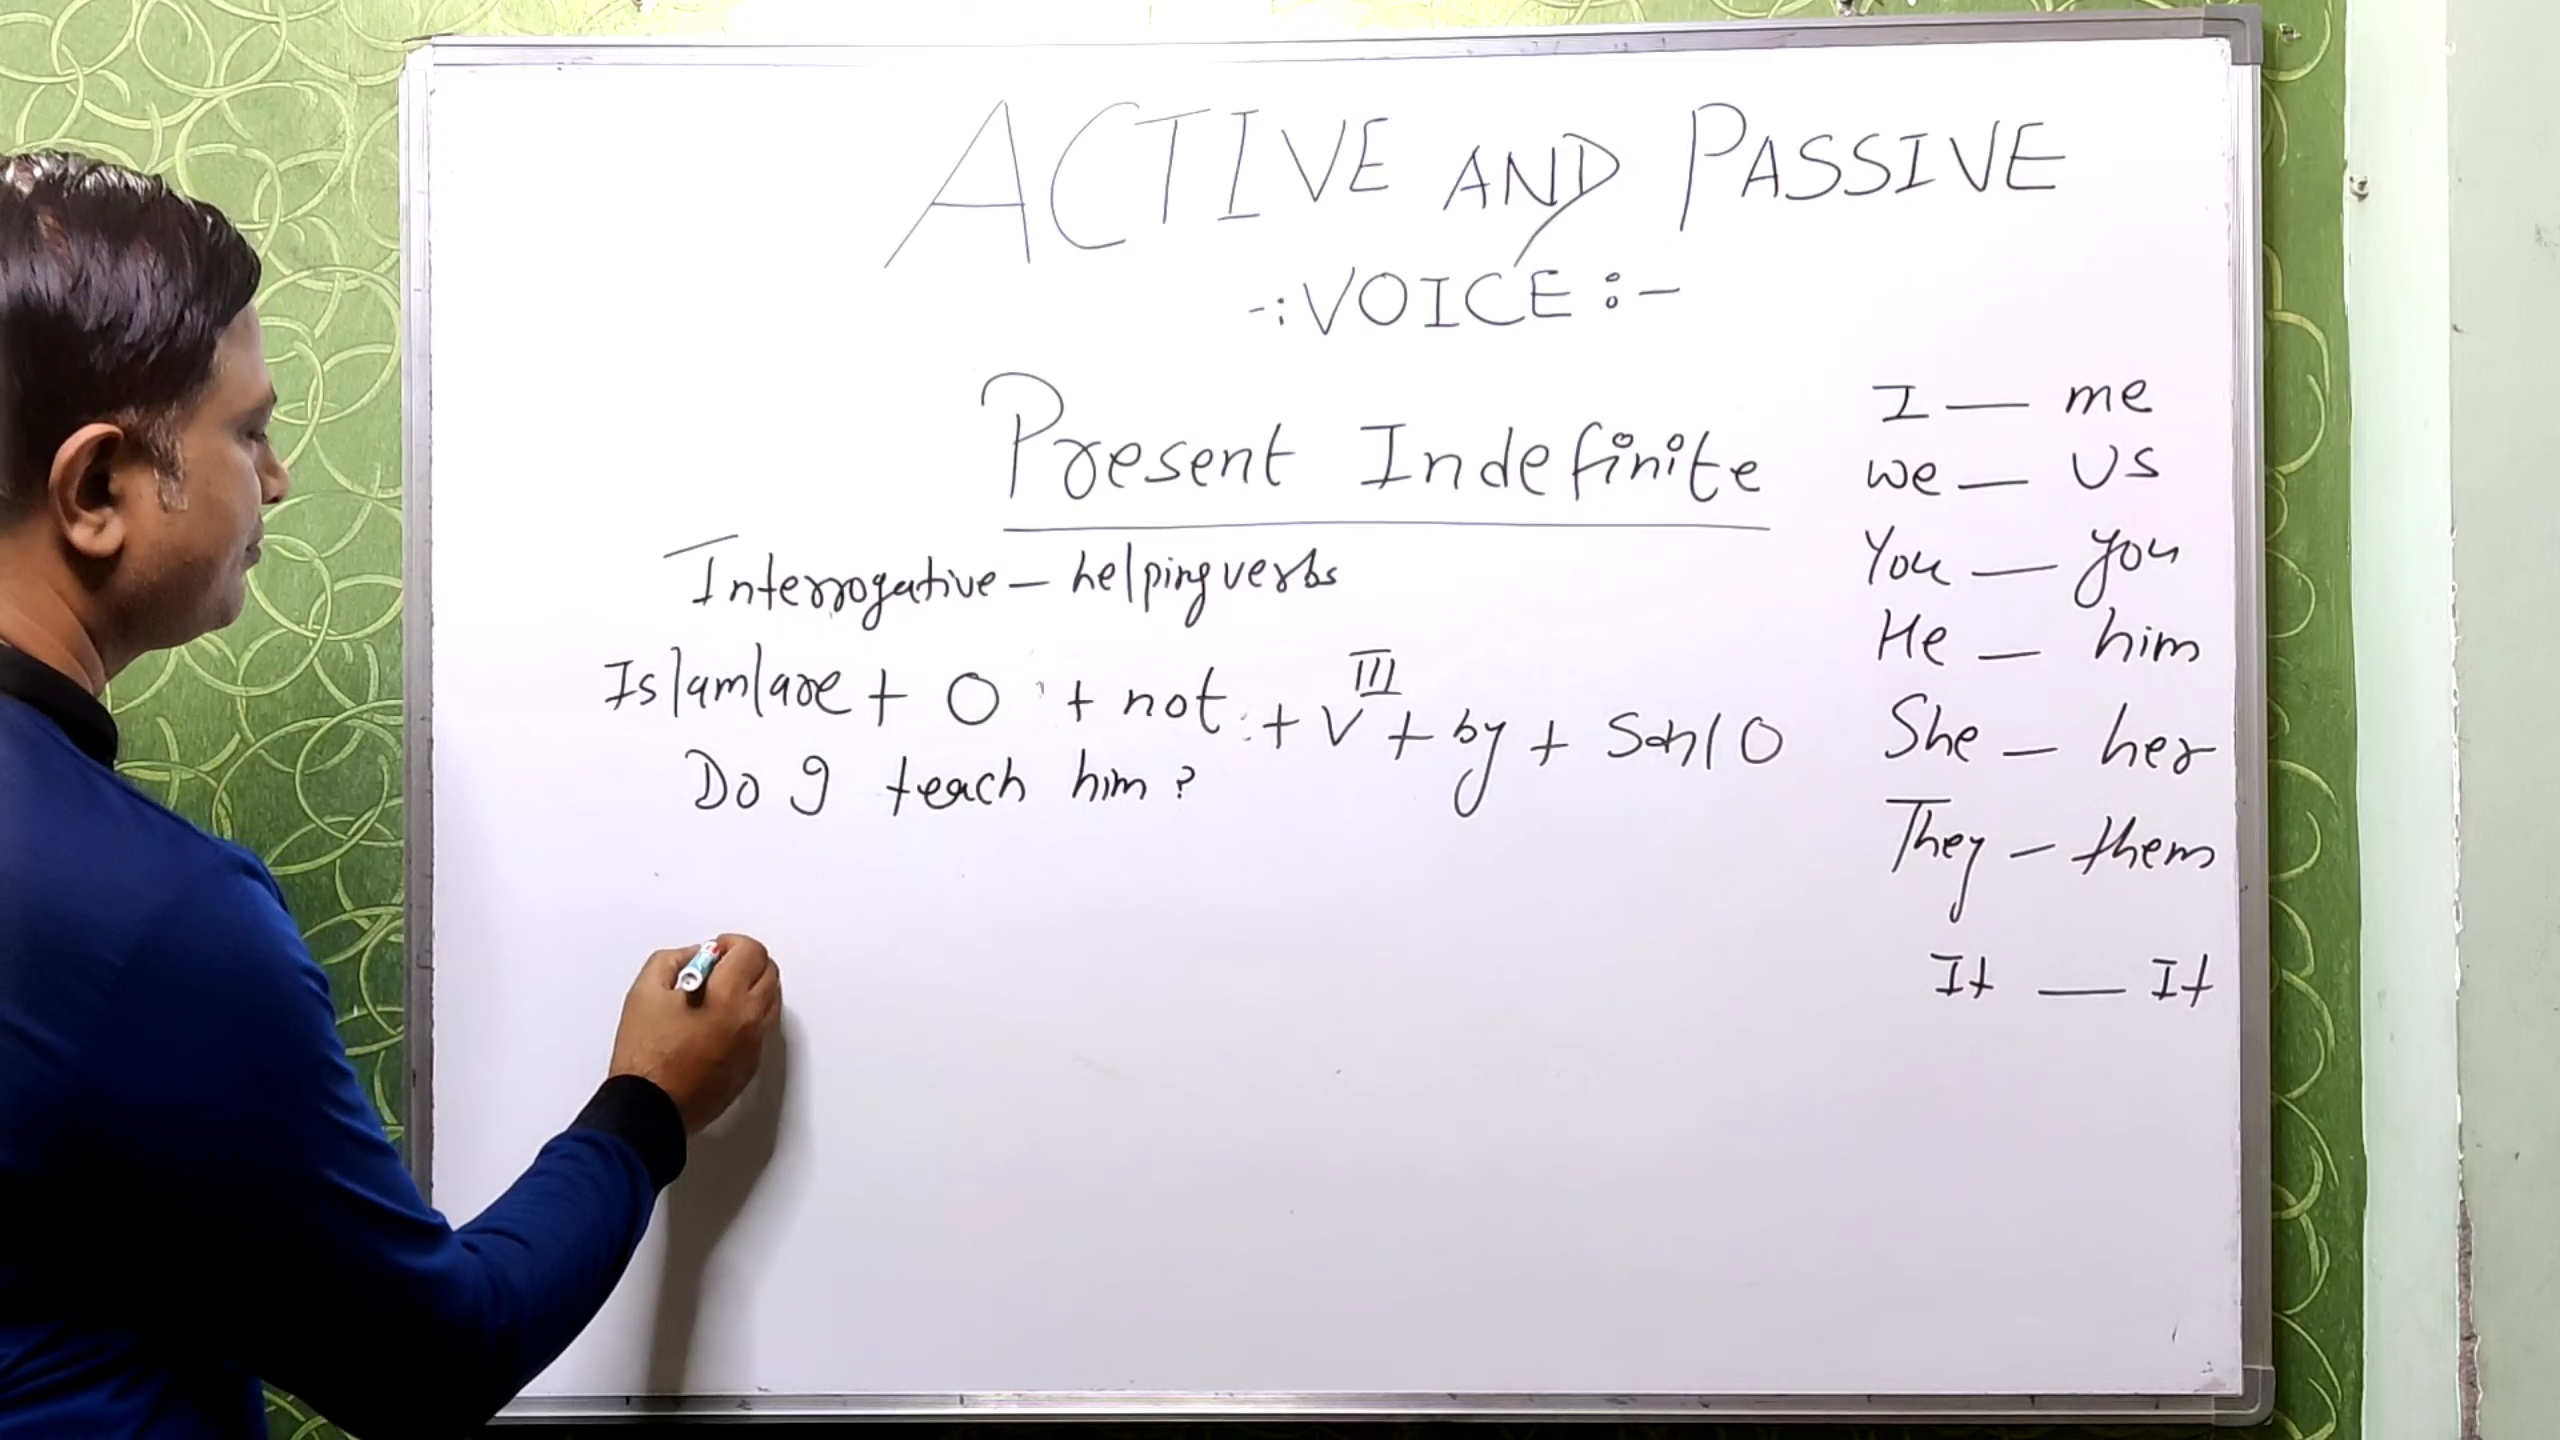 ACTIVE AND PASSIVE
-: VOICE :-
Present Indefinite
Interrogative - helping verbs
Is/am/are + O + not + V III + by + Sub/O
Do I teach him ?
I — me
we — us
You — you
He — him
She — her
They — them
It — It